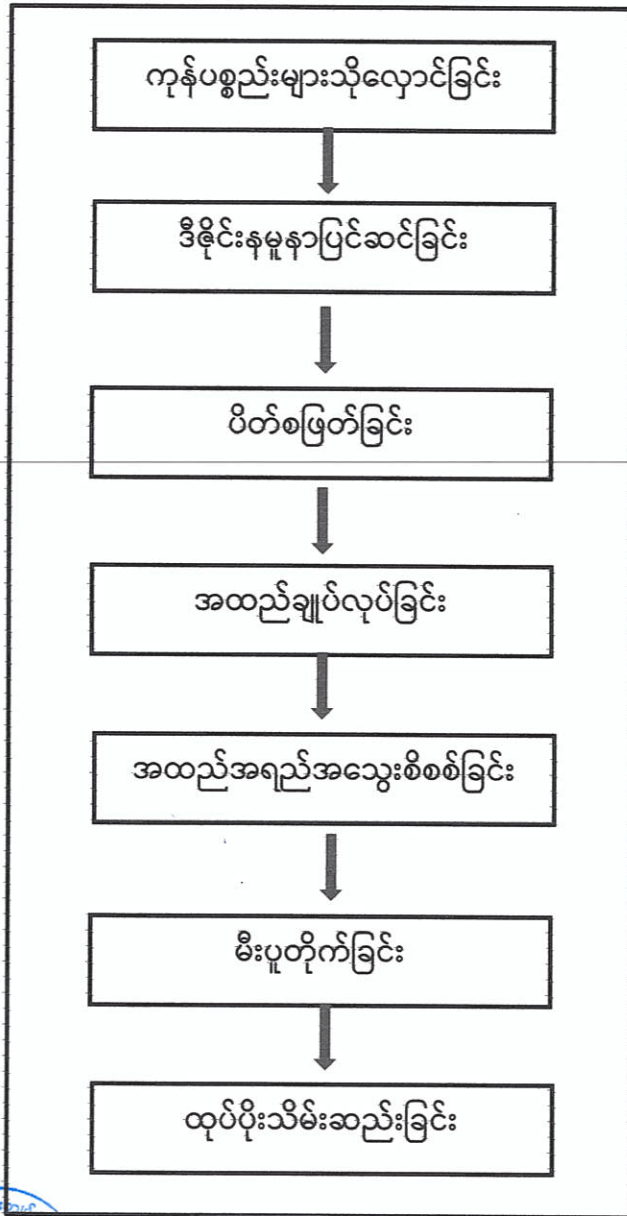 ကုန်ပစ္စည်းများသိုလှောင်ခြင်း
ဒီဇိုင်းနမူနာပြင်ဆင်ခြင်း
ပိတ်စဖြတ်ခြင်း
အထည်ချုပ်လုပ်ခြင်း
အထည်အရည်အသွေးစိစစ်ခြင်း
မီးပူတိုက်ခြင်း
ထုပ်ပိုးသိမ်းဆည်းခြင်း